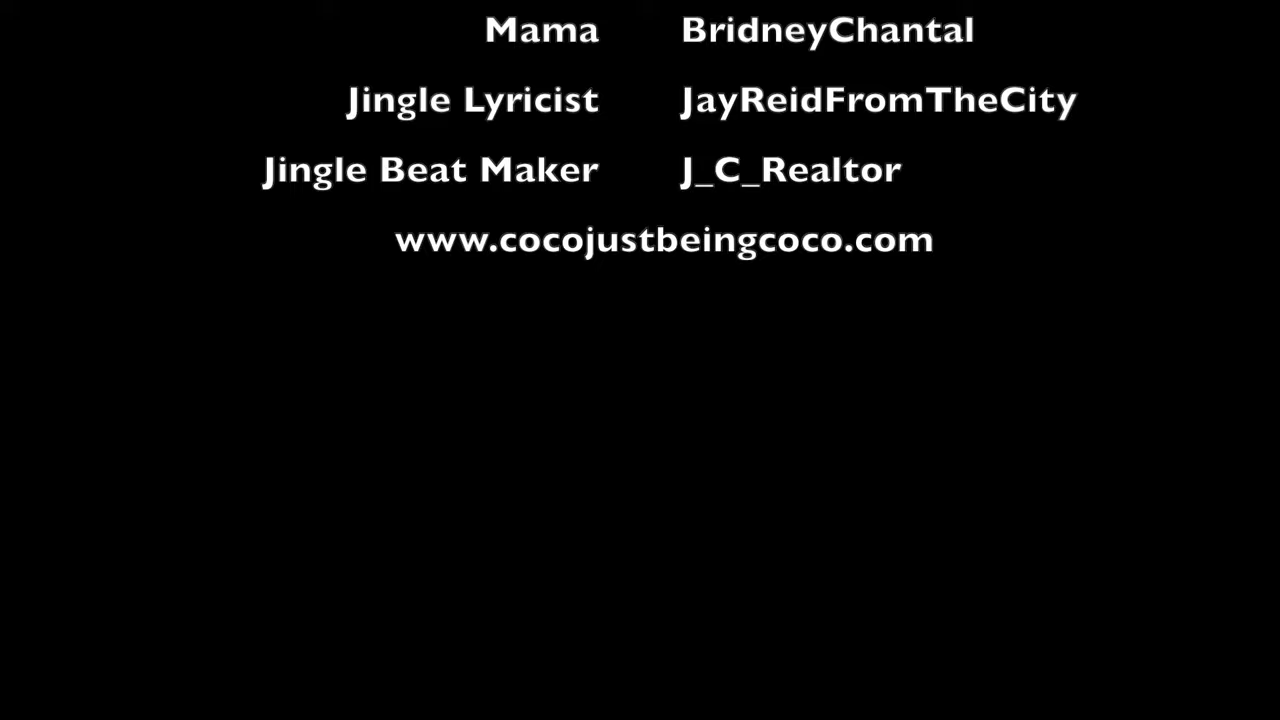 Mama BridneyChantal
Jingle Lyricist JayReidFromTheCity
Jingle Beat Maker J_C_Realtor
www.cocojustbeingcoco.com